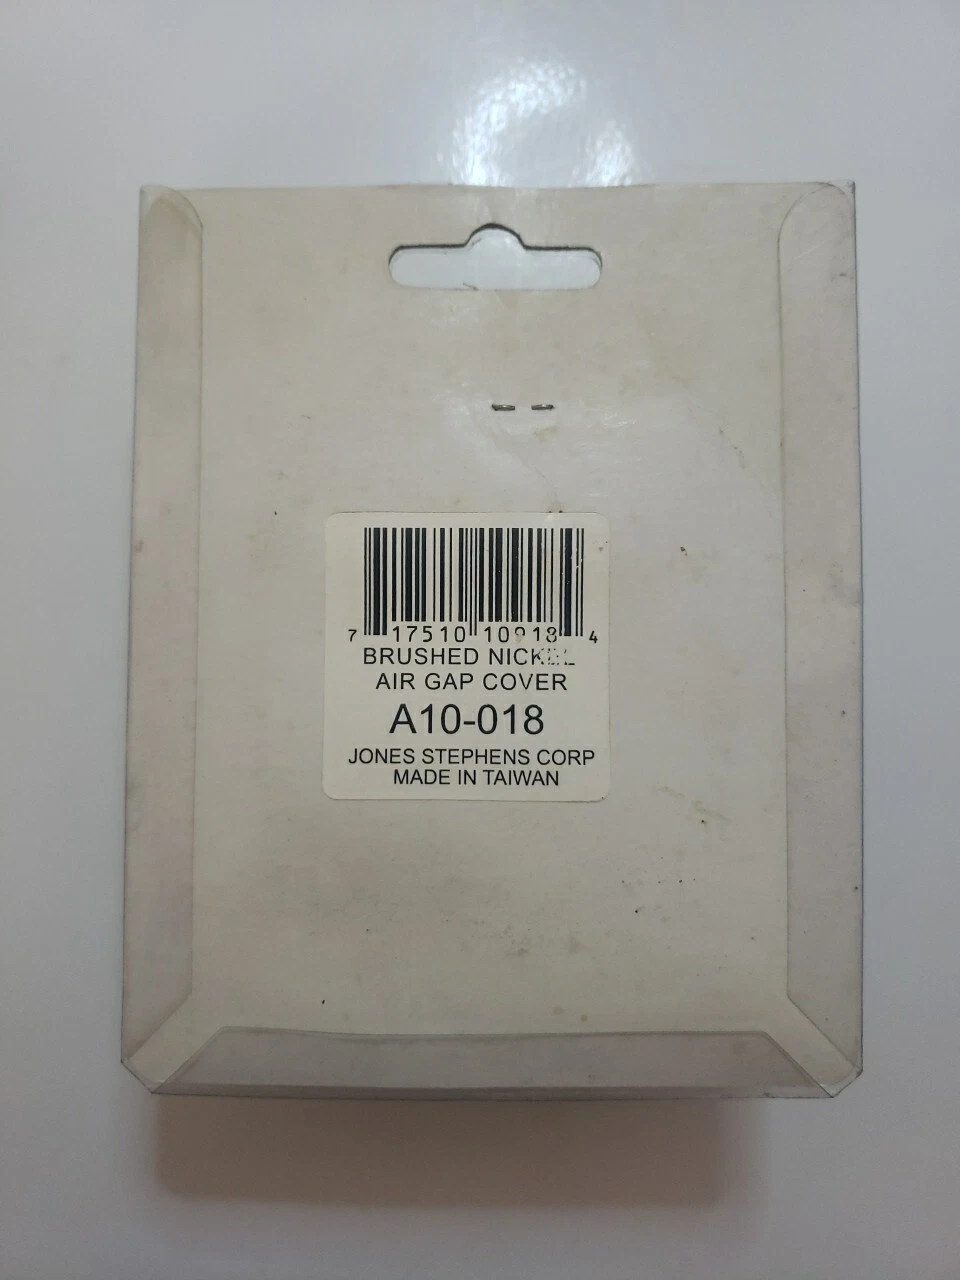 7 17510 10918 4
BRUSHED NICKEL
AIR GAP COVER
A10-018
JONES STEPHENS CORP
MADE IN TAIWAN